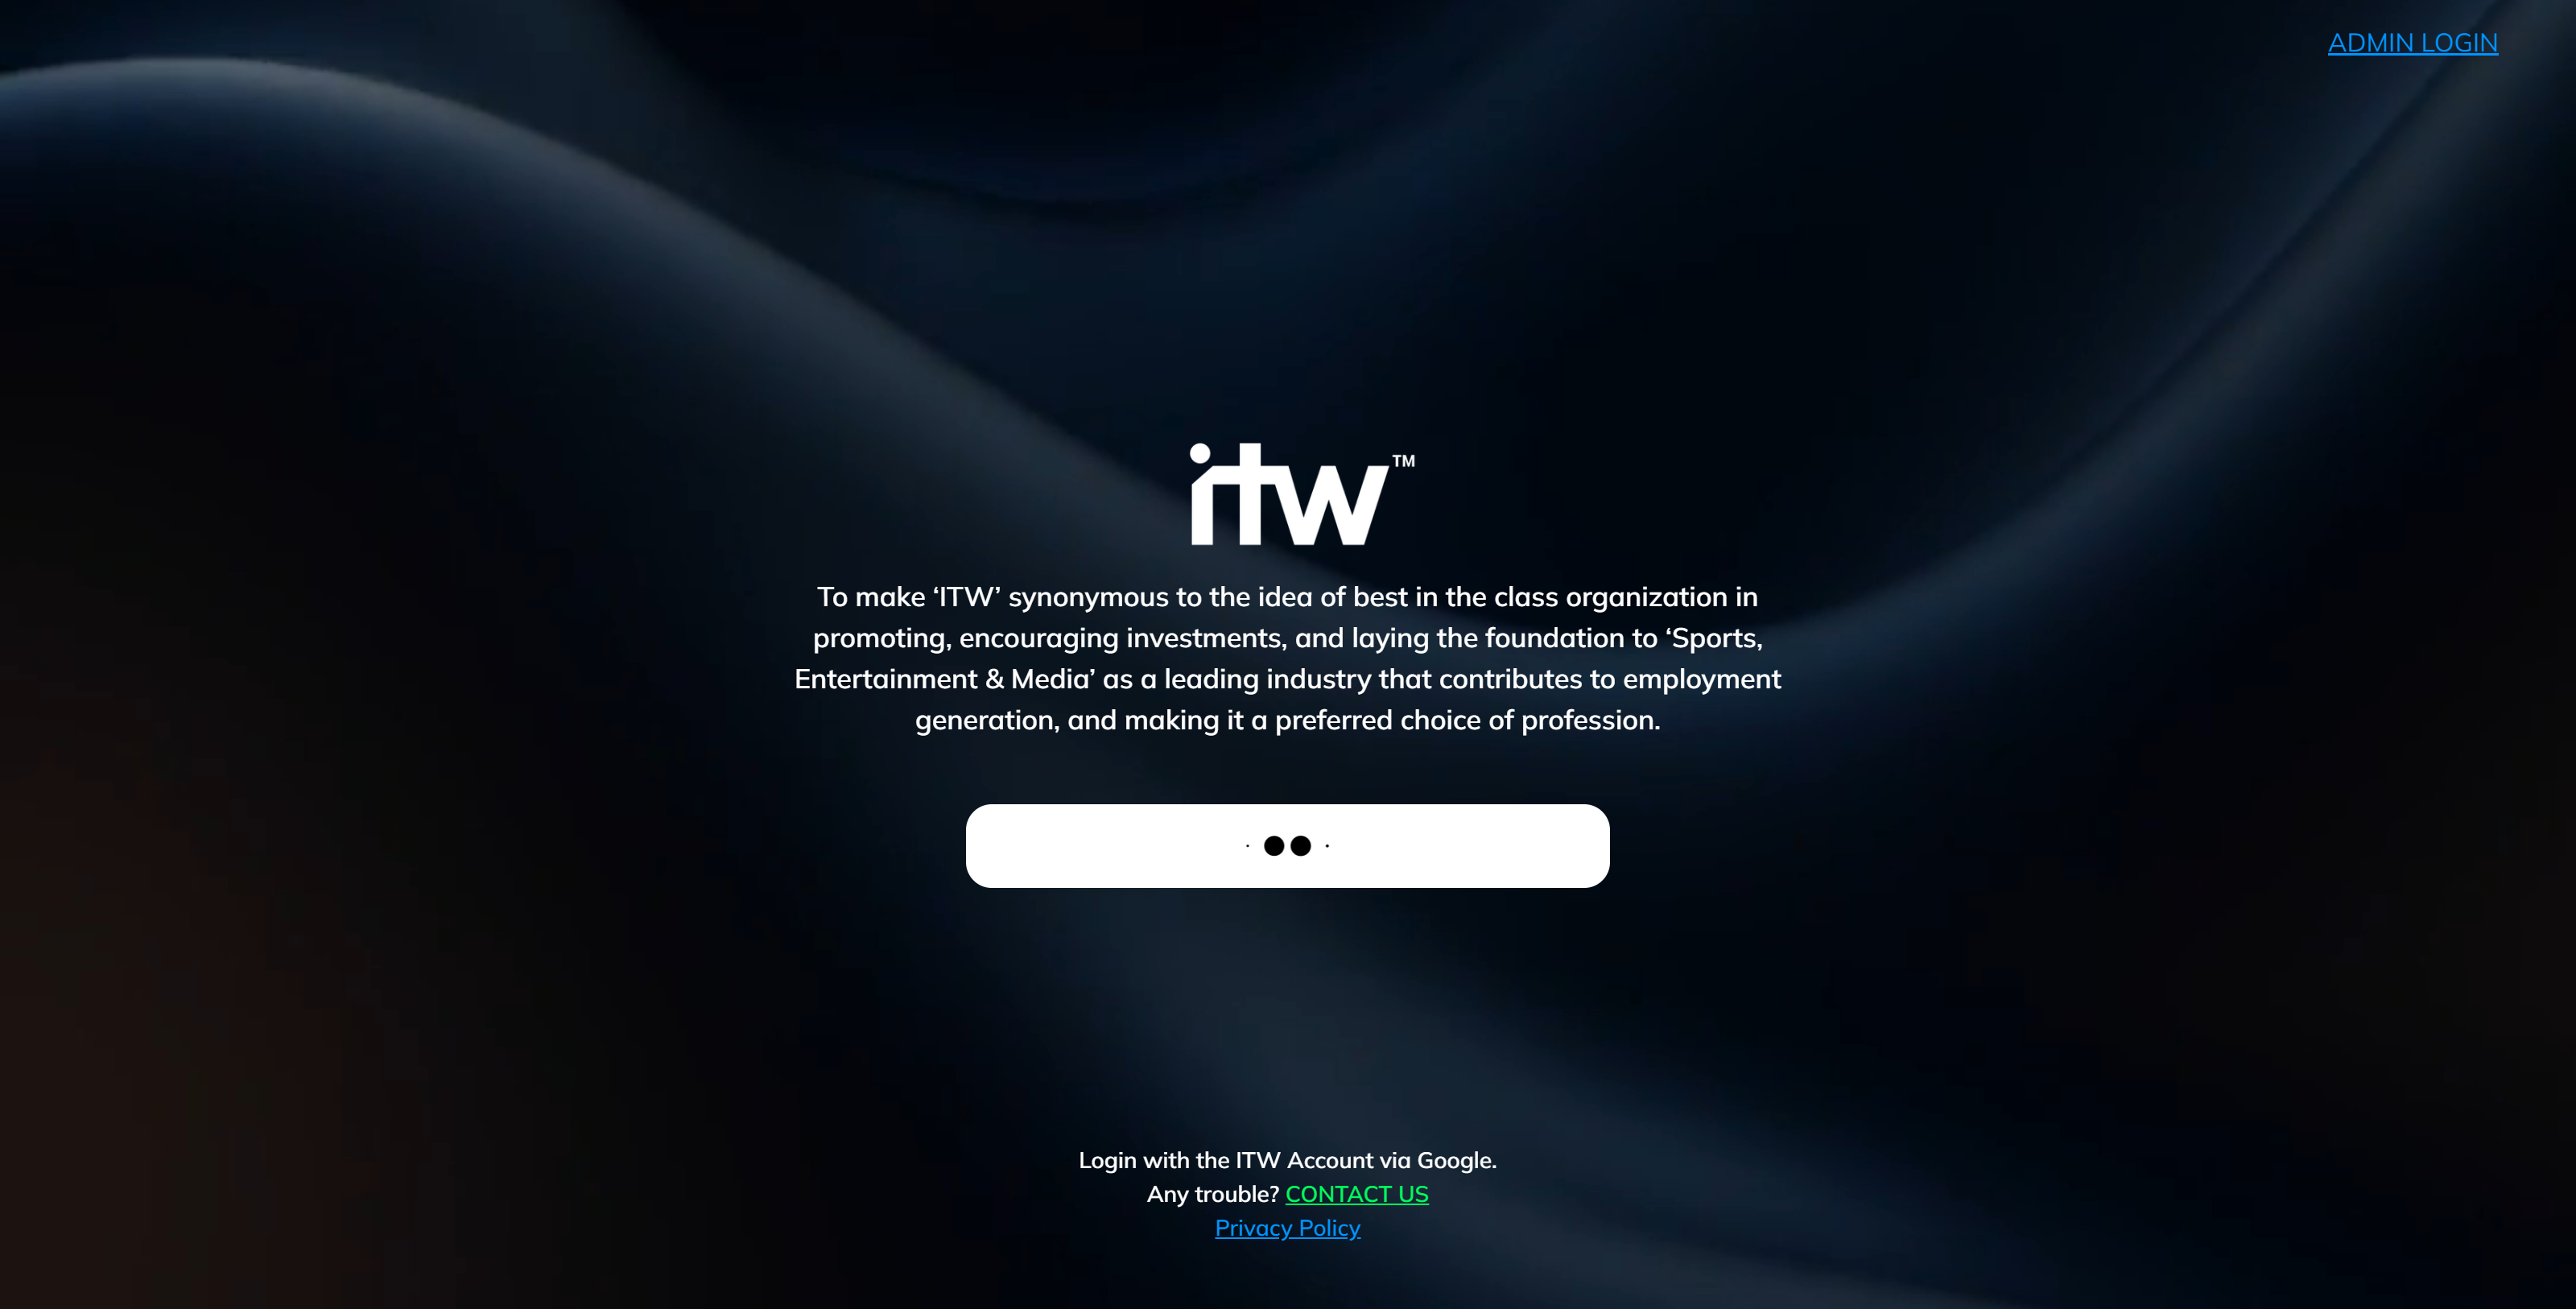 ADMIN LOGIN
itw™
To make ‘ITW’ synonymous to the idea of best in the class organization in
promoting, encouraging investments, and laying the foundation to ‘Sports,
Entertainment & Media’ as a leading industry that contributes to employment
generation, and making it a preferred choice of profession.
Login with the ITW Account via Google.
Any trouble? CONTACT US
Privacy Policy